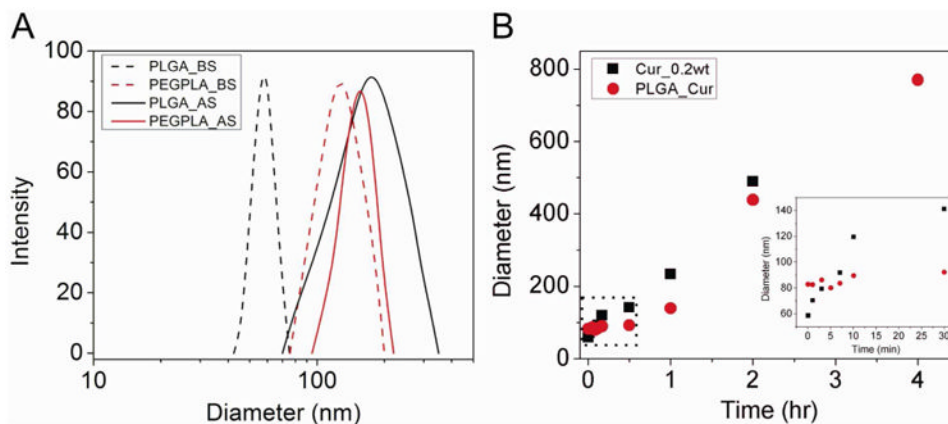 A
100
80
60
40
20
0
Intensity
PLGA_BS
PEGPLA_BS
PLGA_AS
PEGPLA_AS
10
100
Diameter (nm)
B
800
600
400
200
0
Diameter (nm)
Cur_0.2wt
PLGA_Cur
0
1
2
3
4
Time (hr)
140
120
100
80
60
Diameter (nm)
0 5 10 15 20 25 30
Time (min)